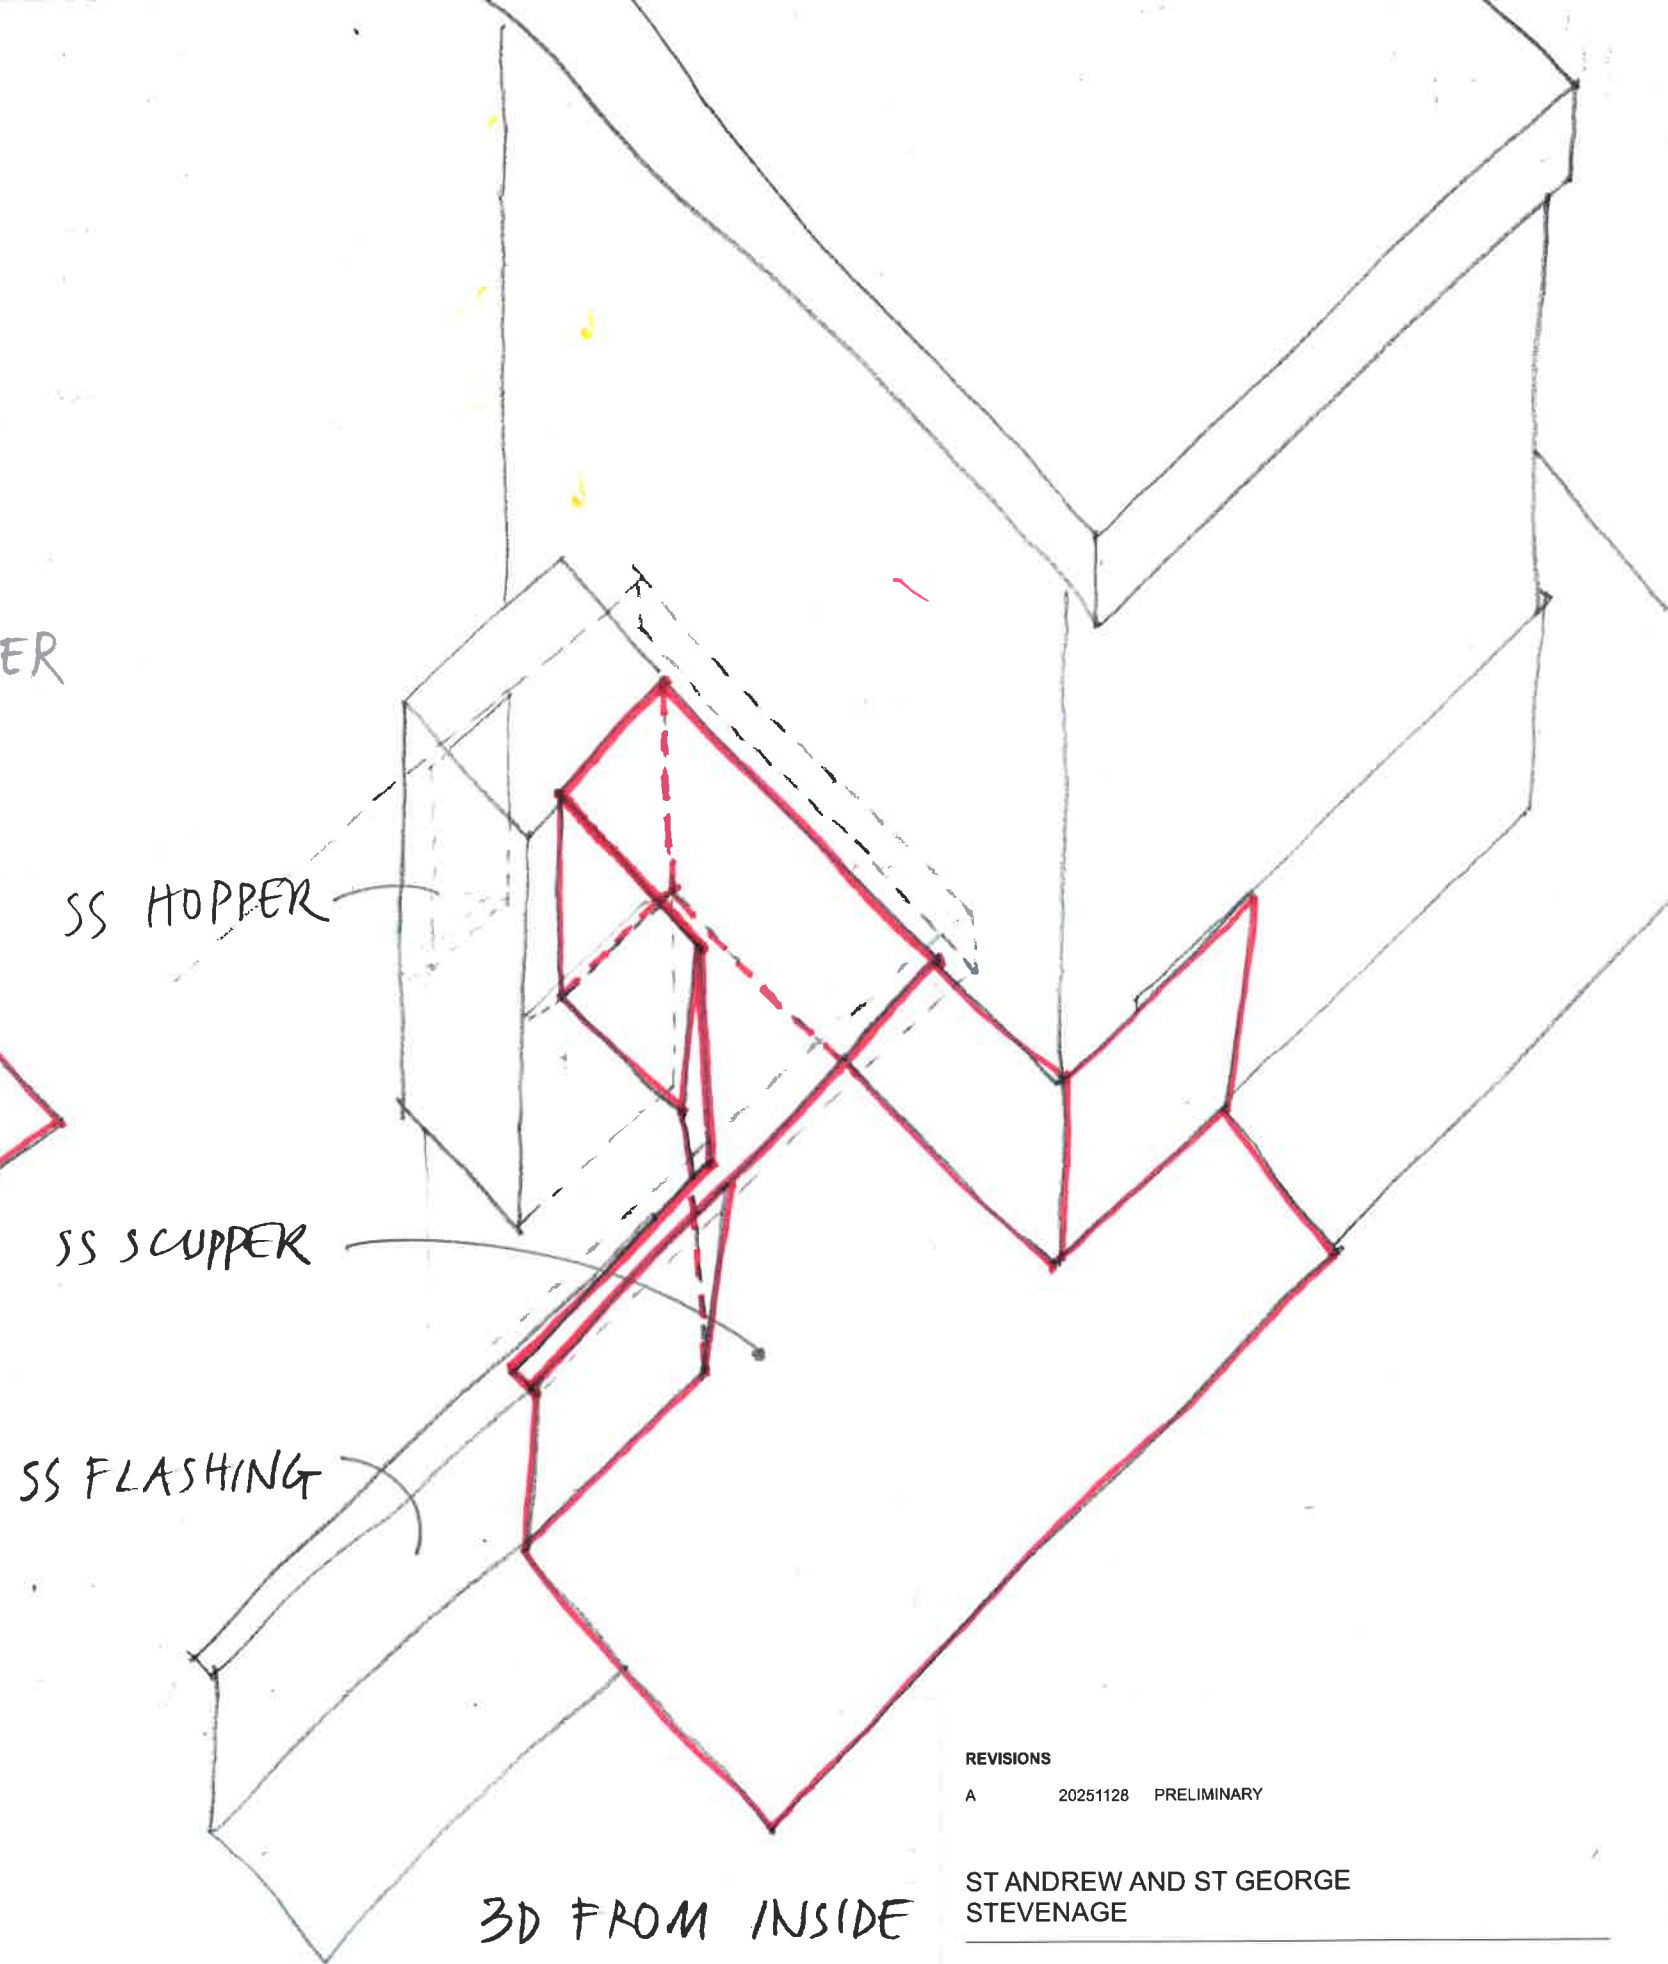 ER
SS HOPPER
SS SCUPPER
SS FLASHING
3D FROM INSIDE
REVISIONS
A 20251128 PRELIMINARY
ST ANDREW AND ST GEORGE
STEVENAGE